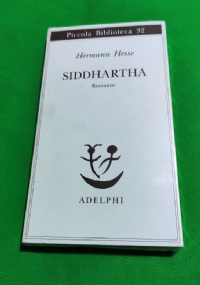 Piccola Biblioteca 32
Hermann Hesse
SIDDHARTHA
Romanzo
ADELPHI